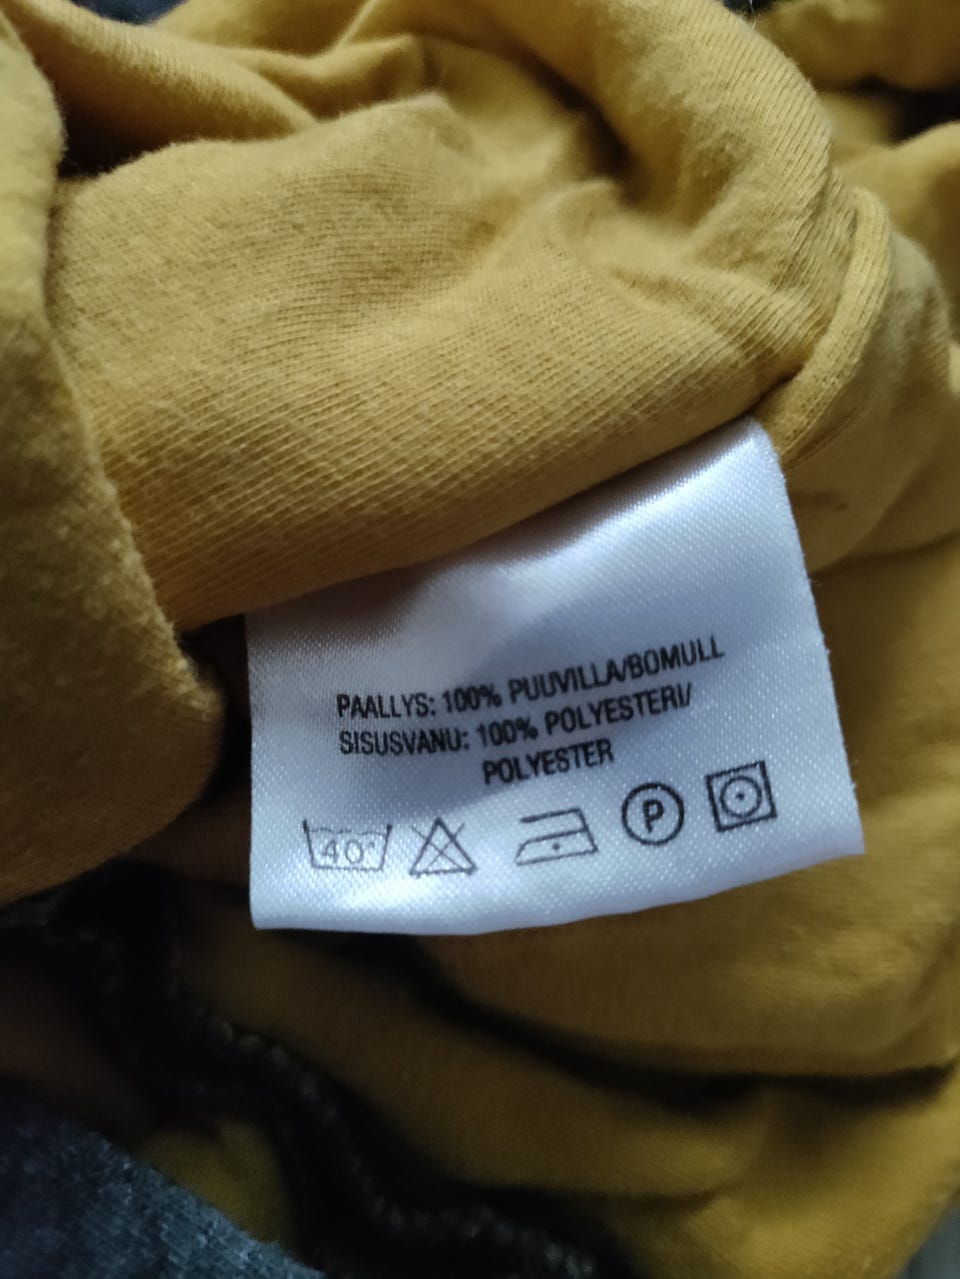 PAALLYS: 100% PUUVILLA/BOMULL
SISUSVANU: 100% POLYESTERI/
POLYESTER
40° P